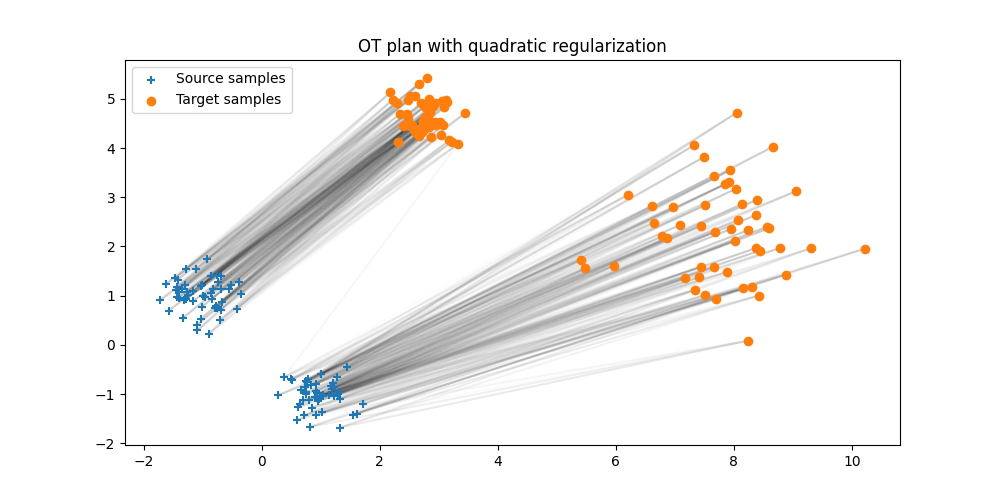 OT plan with quadratic regularization
Source samples
Target samples
5
4
3
2
1
0
−1
−2
−2 0 2 4 6 8 10